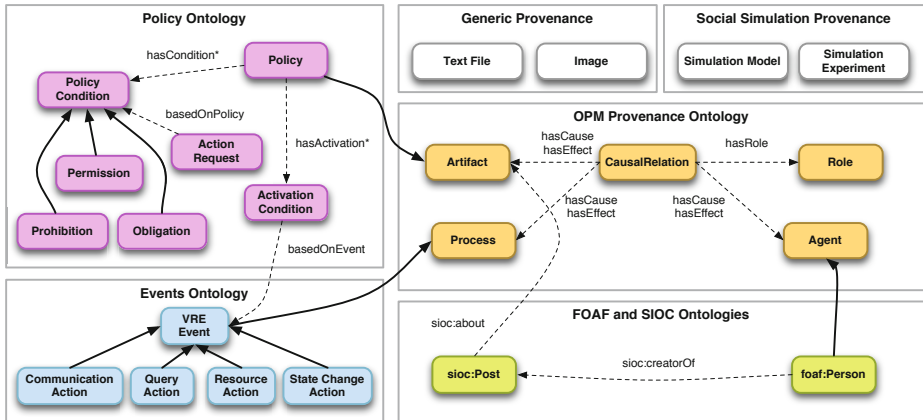 Policy Ontology
hasCondition*
Policy
Policy
Condition
basedOnPolicy
Action
Request
hasActivation*
Permission
Activation
Condition
Prohibition
Obligation
basedOnEvent
Generic Provenance
Text File
Image
Social Simulation Provenance
Simulation Model
Simulation
Experiment
OPM Provenance Ontology
hasCause
hasEffect
hasRole
Artifact
CausalRelation
Role
hasCause
hasEffect
hasCause
hasEffect
Process
Agent
Events Ontology
VRE
Event
Communication
Action
Query
Action
Resource
Action
State Change
Action
FOAF and SIOC Ontologies
sioc:about
sioc:creatorOf
sioc:Post
foaf:Person